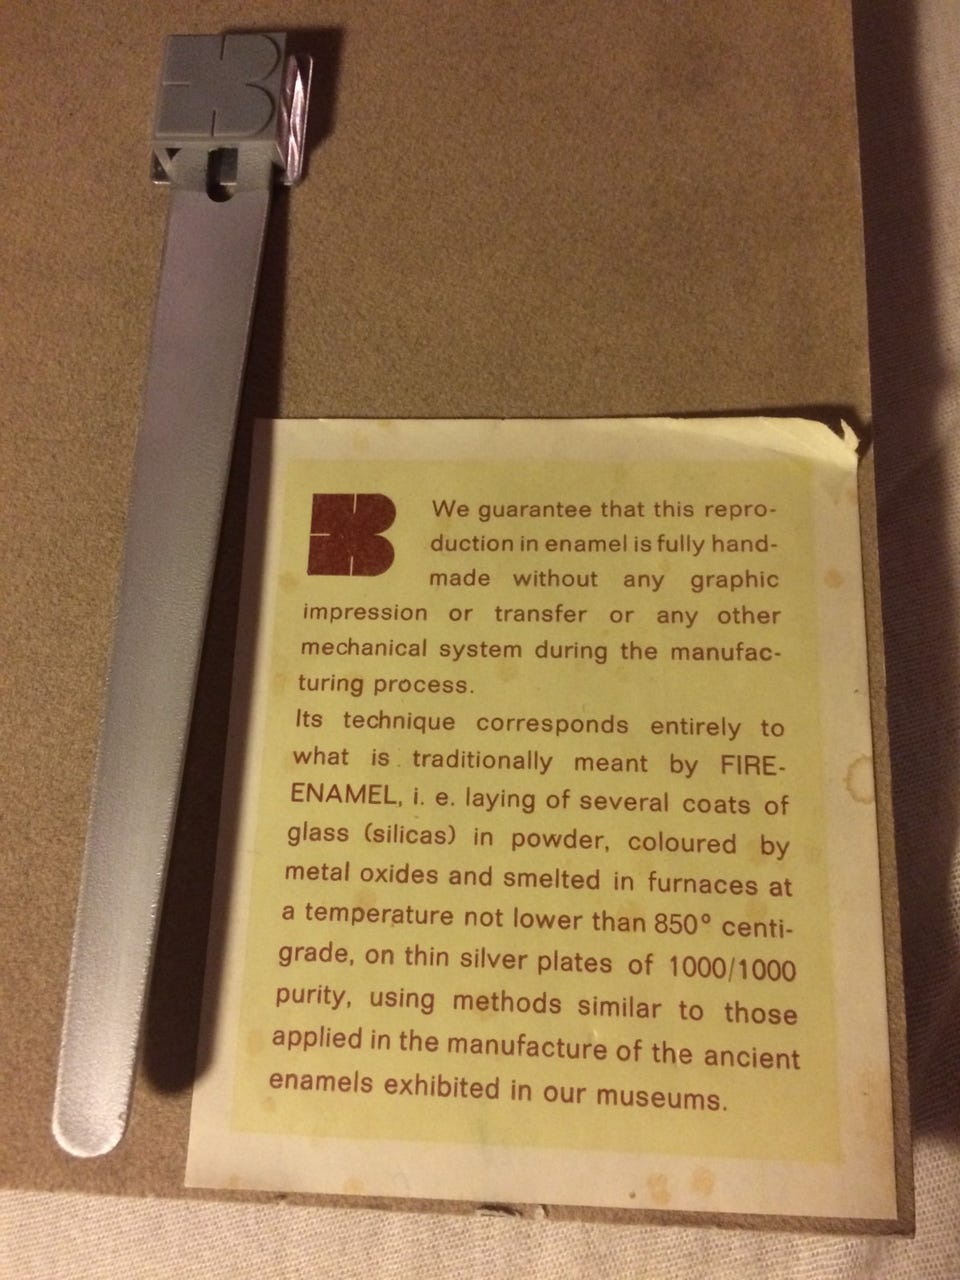 We guarantee that this repro-
duction in enamel is fully hand-
made without any graphic
impression or transfer or any other
mechanical system during the manufac-
turing process.
Its technique corresponds entirely to
what is traditionally meant by FIRE-
ENAMEL, i. e. laying of several coats of
glass (silicas) in powder, coloured by
metal oxides and smelted in furnaces at
a temperature not lower than 850° centi-
grade, on thin silver plates of 1000/1000
purity, using methods similar to those
applied in the manufacture of the ancient
enamels exhibited in our museums.